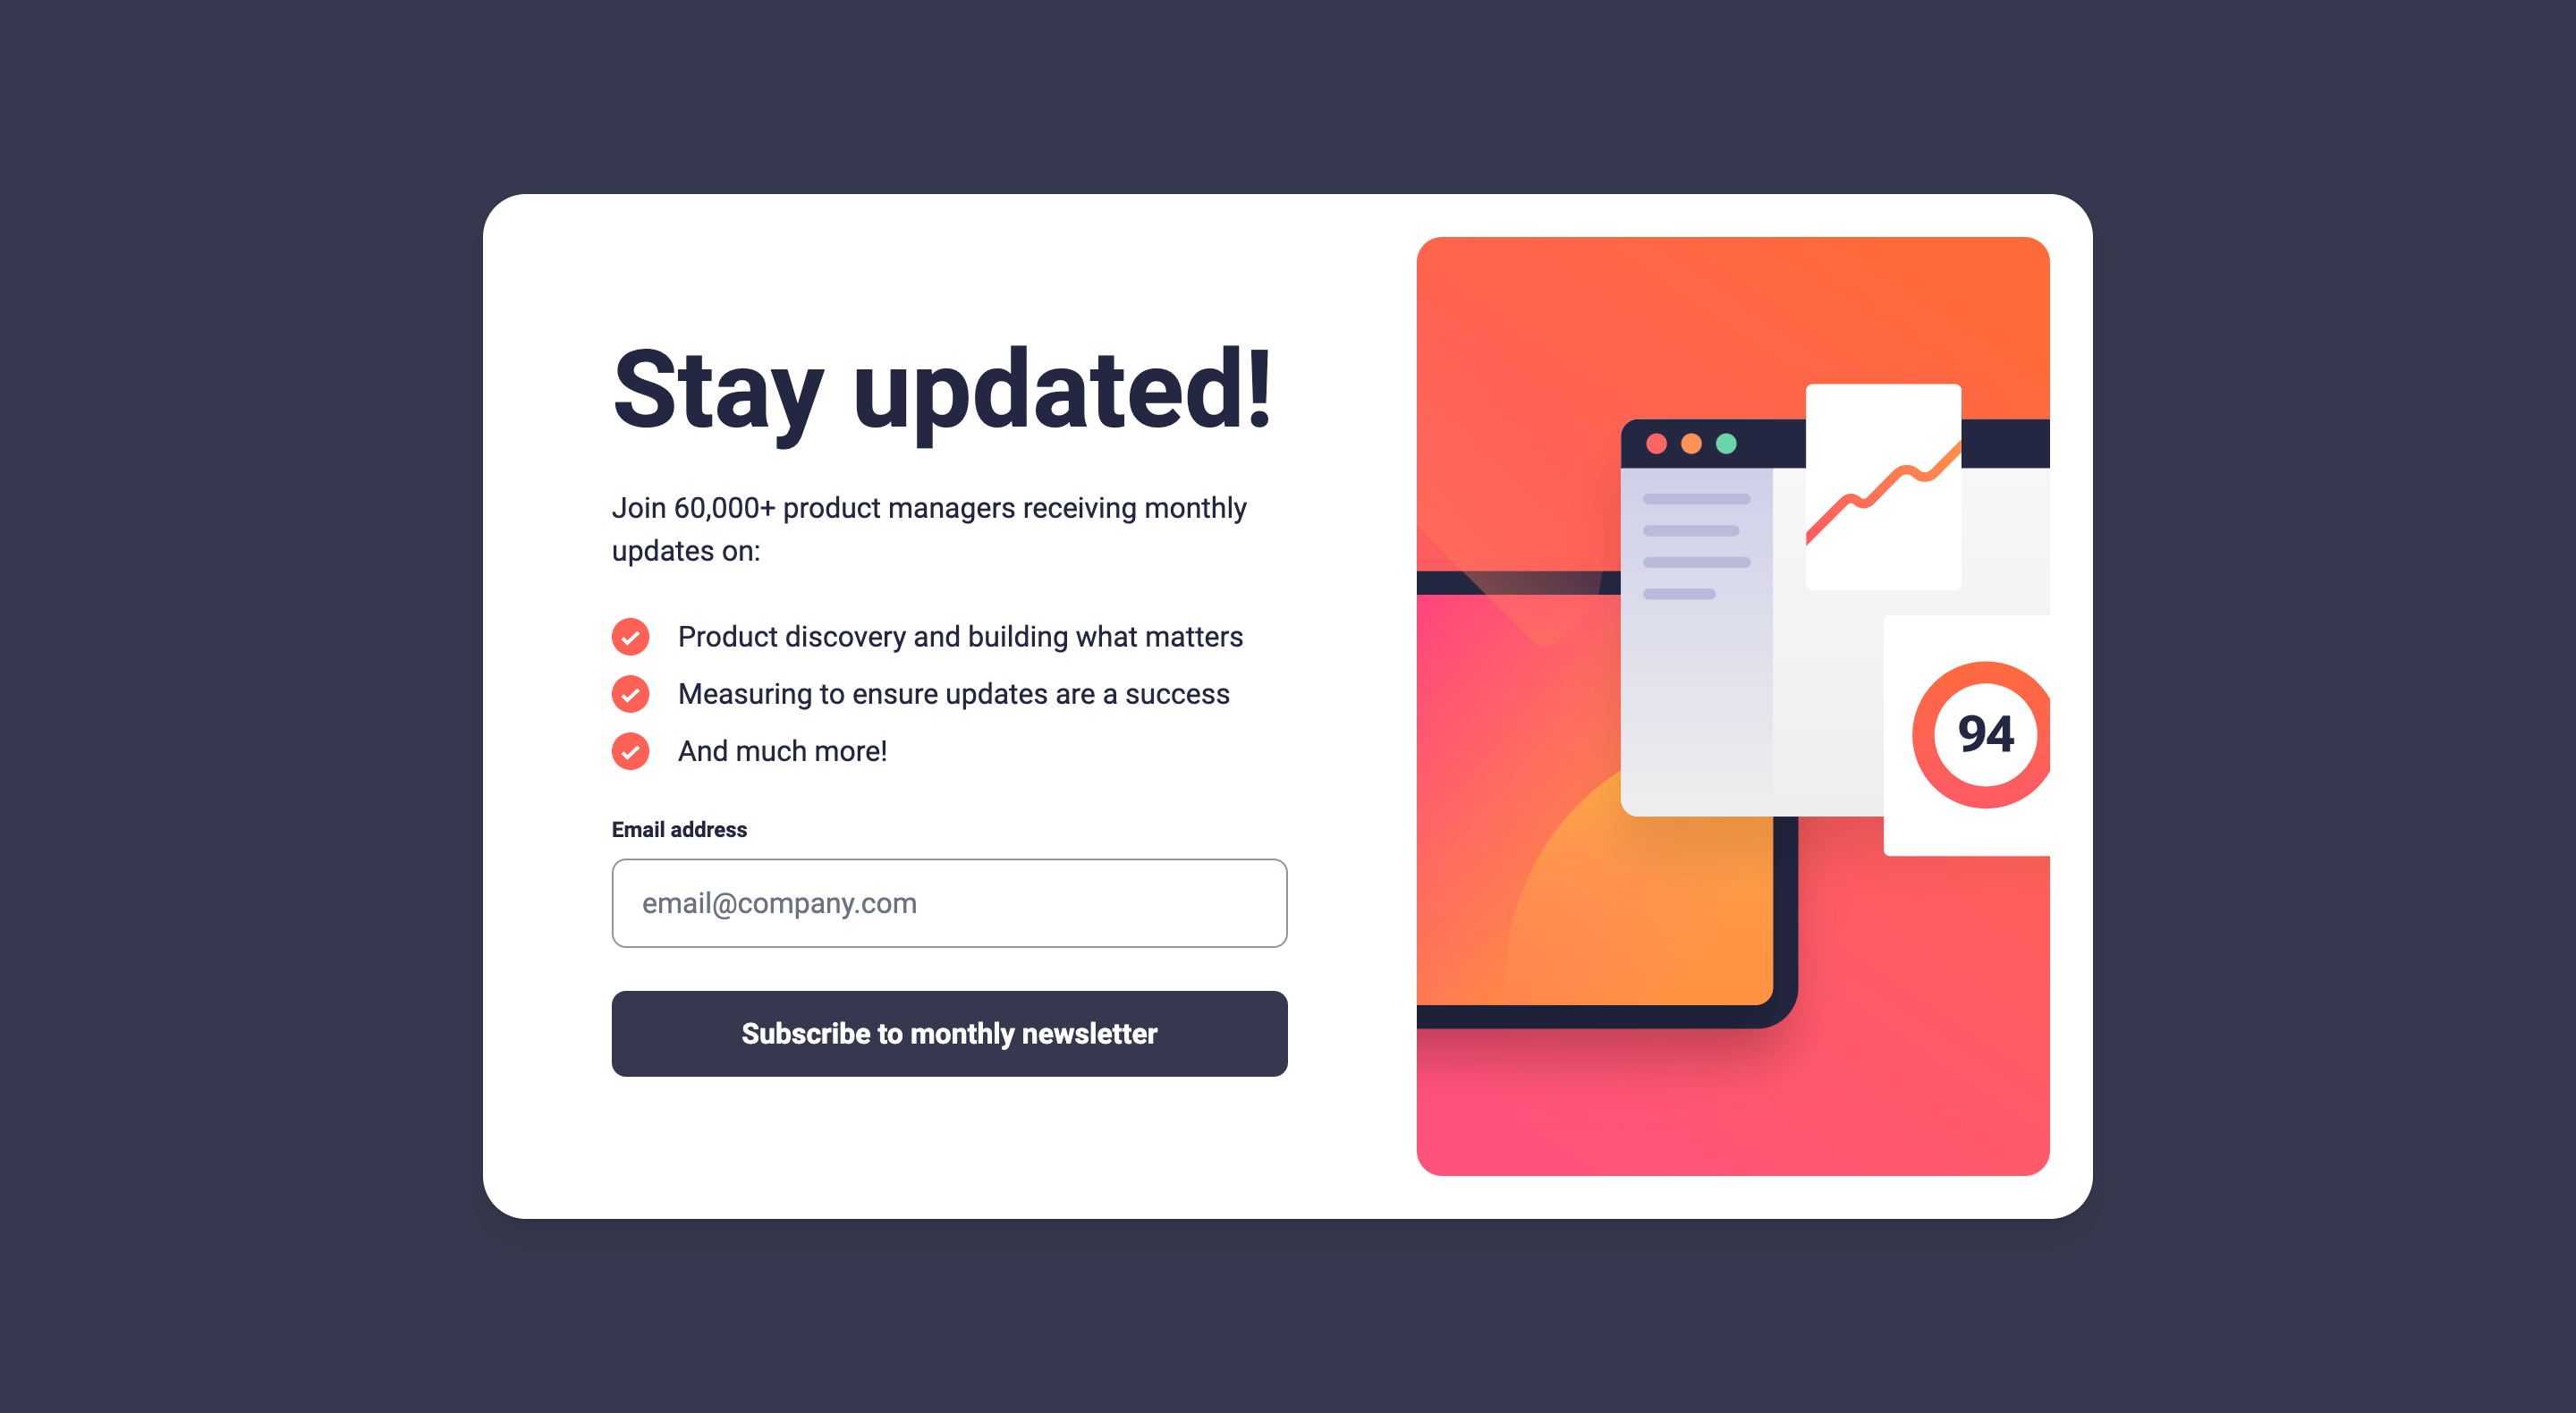 Stay updated!
Join 60,000+ product managers receiving monthly
updates on:
Product discovery and building what matters
Measuring to ensure updates are a success
And much more!
Email address
email@company.com
Subscribe to monthly newsletter
94